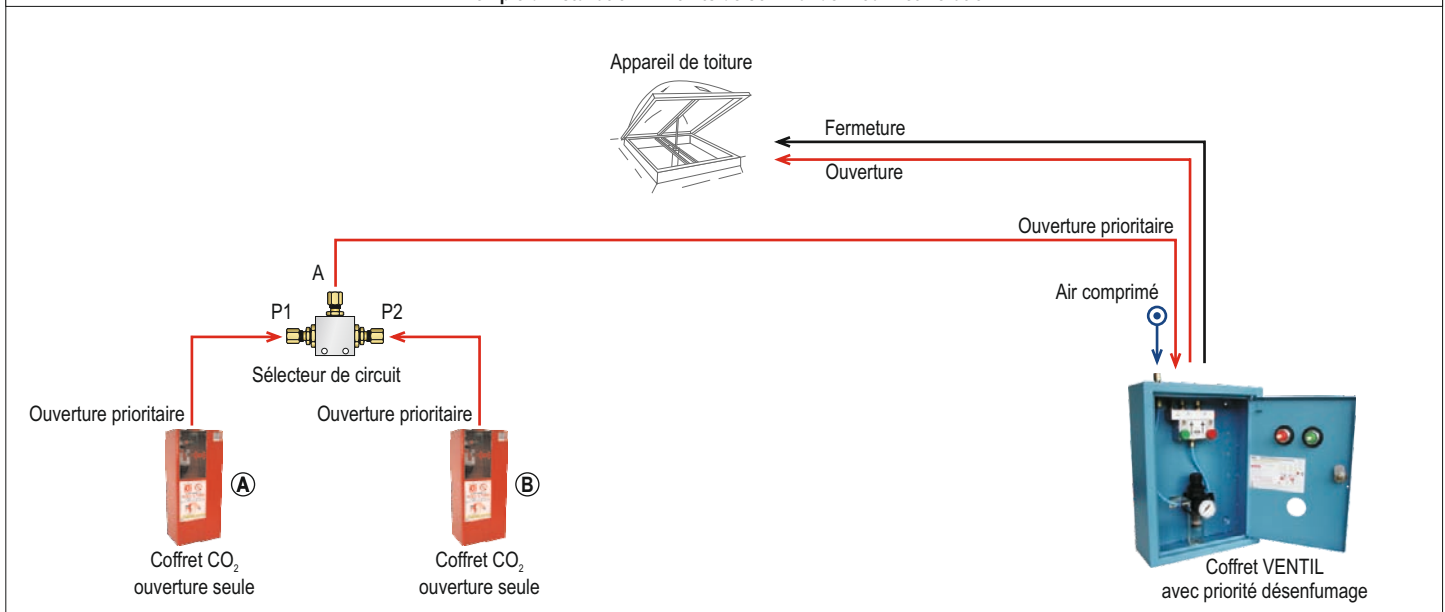 Appareil de toiture
Fermeture
Ouverture
Ouverture prioritaire
A
Air comprimé
P1
P2
Sélecteur de circuit
Ouverture prioritaire
Ouverture prioritaire
A
B
Coffret CO₂
ouverture seule
Coffret CO₂
ouverture seule
Coffret VENTIL
avec priorité désenfumage